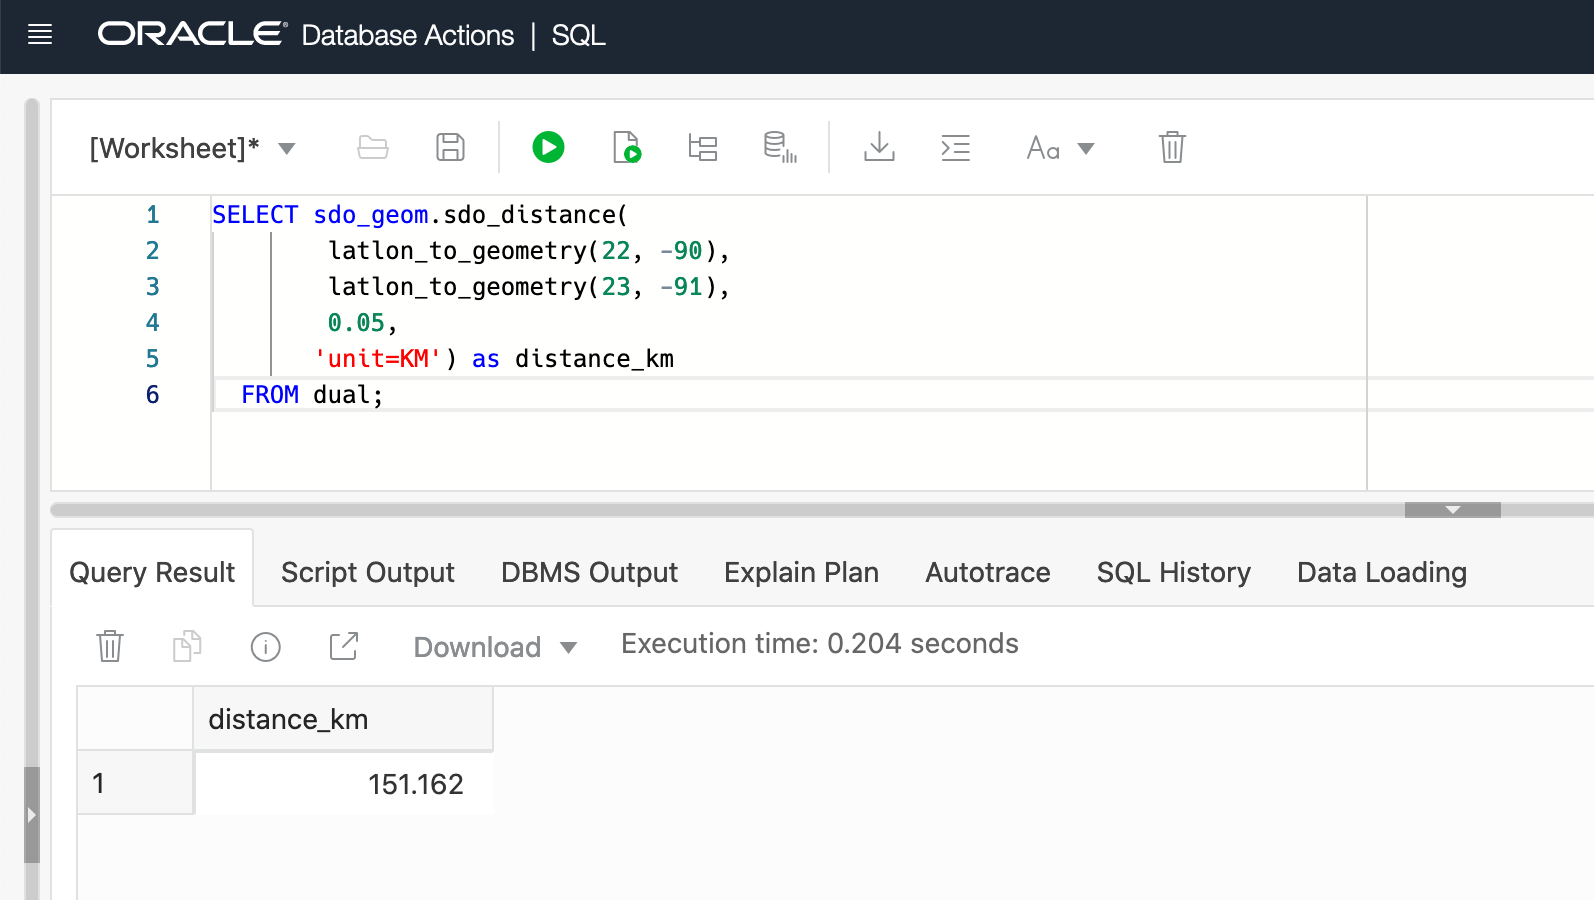 ORACLE® Database Actions | SQL
[Worksheet]*
Aa
1 SELECT sdo_geom.sdo_distance(
2 latlon_to_geometry(22, -90),
3 latlon_to_geometry(23, -91),
4 0.05,
5 'unit=KM') as distance_km
6 FROM dual;
Query Result Script Output DBMS Output Explain Plan Autotrace SQL History Data Loading
Download Execution time: 0.204 seconds
distance_km
1 151.162